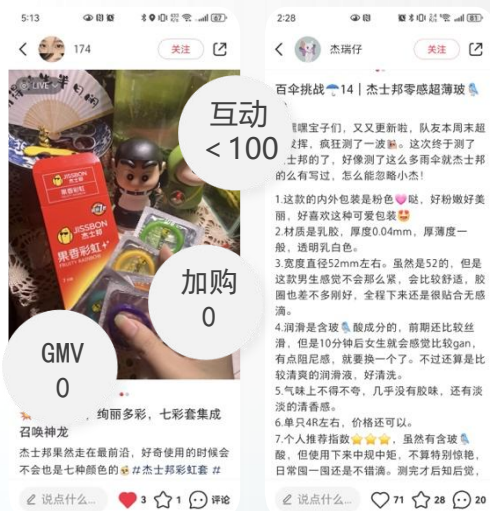 5:13
87
174
关注
LIVE
JISSBON
杰士邦
果香彩虹
JISSBON
杰士邦
果香彩虹+
FRUITY RAINBOW
互动
<100
加购
0
GMV
0
，绚丽多彩，七彩套集成
召唤神龙
杰士邦果然走在最前沿，好奇使用的时候会
不会也是七种颜色的 #杰士邦彩虹套 #
说点什么...
3
1
评论
2:28
杰瑞仔
关注
百伞挑战☂14｜杰士邦零感超薄玻
嘿宝子们，又又更新啦，队友本周末超
发挥，疯狂测了一波。这次终于测了
士邦的了，好像测了这么多雨伞就杰士邦
的么有写过，怎么能忽略小杰！
1.这款的内外包装是粉色哒，好粉嫩好美
丽，好喜欢这种可爱包装
2.材质是乳胶，厚度0.04mm，厚薄度一
般，透明乳白色。
3.宽度直径52mm左右。虽然是52的，但是
这款男生感觉不会那么紧，会比较舒适，胶
圈也差不多刚好，全程下来还是很贴合无感
滴。
4.润滑是含玻酸成分的，前期还比较丝
滑，但是10分钟后女生就会感觉比较gan，
有点阻尼感，就要换一个了。不过还算是比
较清爽的润滑液，好清洗。
5.气味上不得不夸，几乎没有胶味，还有淡
淡的清香感。
6.单只4R左右，价格还可以。
7.个人推荐指数⭐⭐⭐，虽然有含玻
酸，但使用下来中规中矩，不算特别惊艳，
日常囤一囤还是不错滴。测完才后知后觉，
说点什么...
71
28
20